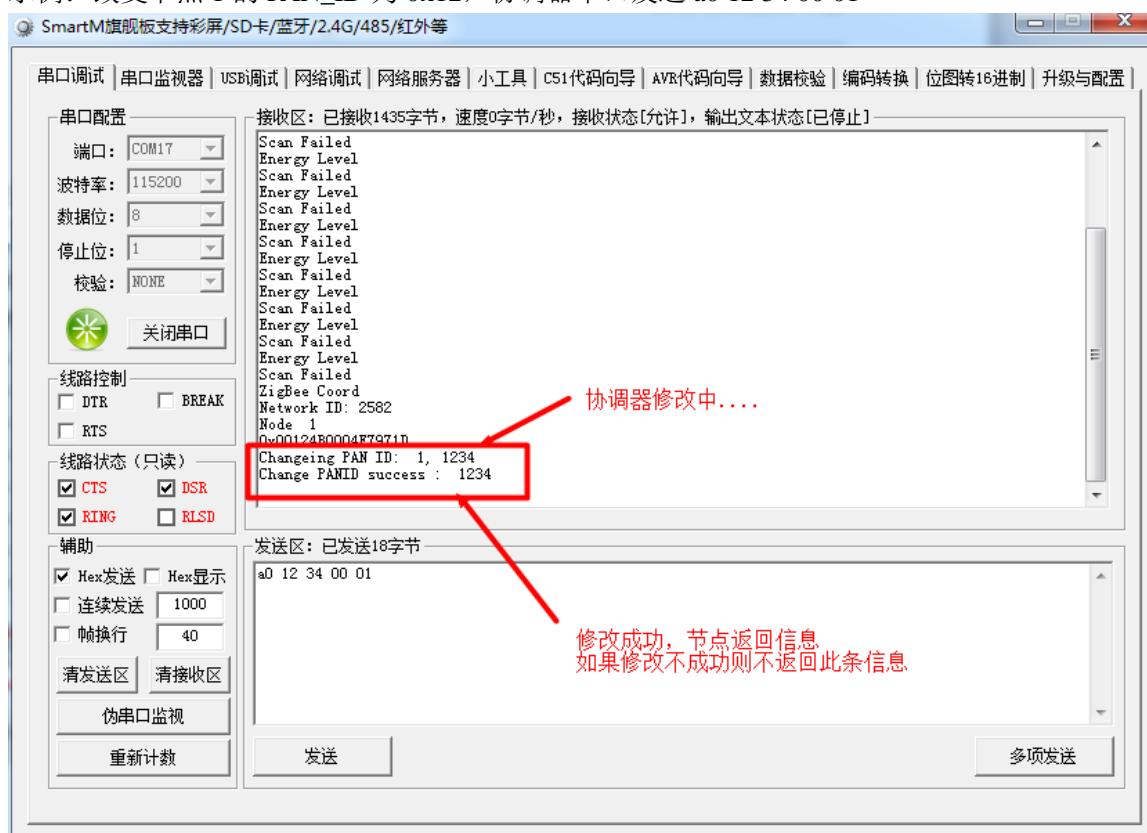 SmartM旗舰板支持彩屏/SD卡/蓝牙/2.4G/485/红外等
串口调试 串口监视器 USB调试 网络调试 网络服务器 小工具 C51代码向导 AVR代码向导 数据校验 编码转换 位图转16进制 升级与配置
串口配置
端口： COM17
波特率： 115200
数据位： 8
停止位： 1
校验： NONE
关闭串口
线路控制
DTR BREAK
RTS
线路状态（只读）
CTS DSR
RING RLSD
辅助
Hex发送 Hex显示
连续发送 1000
帧换行 40
清发送区 清接收区
伪串口监视
重新计数
接收区：已接收1435字节，速度0字节/秒，接收状态[允许]，输出文本状态[已停止]
Scan Failed
Energy Level
Scan Failed
Energy Level
Scan Failed
Energy Level
Scan Failed
Energy Level
Scan Failed
Energy Level
Scan Failed
Energy Level
Scan Failed
Energy Level
Scan Failed
ZigBee Coord
Network ID: 2582
Node 1
0x00124B0004F7971D
Changeing PAN ID: 1, 1234
Change PANID success : 1234
协调器修改中....
发送区：已发送18字节
a0 12 34 00 01
修改成功，节点返回信息
如果修改不成功则不返回此条信息
发送
多项发送